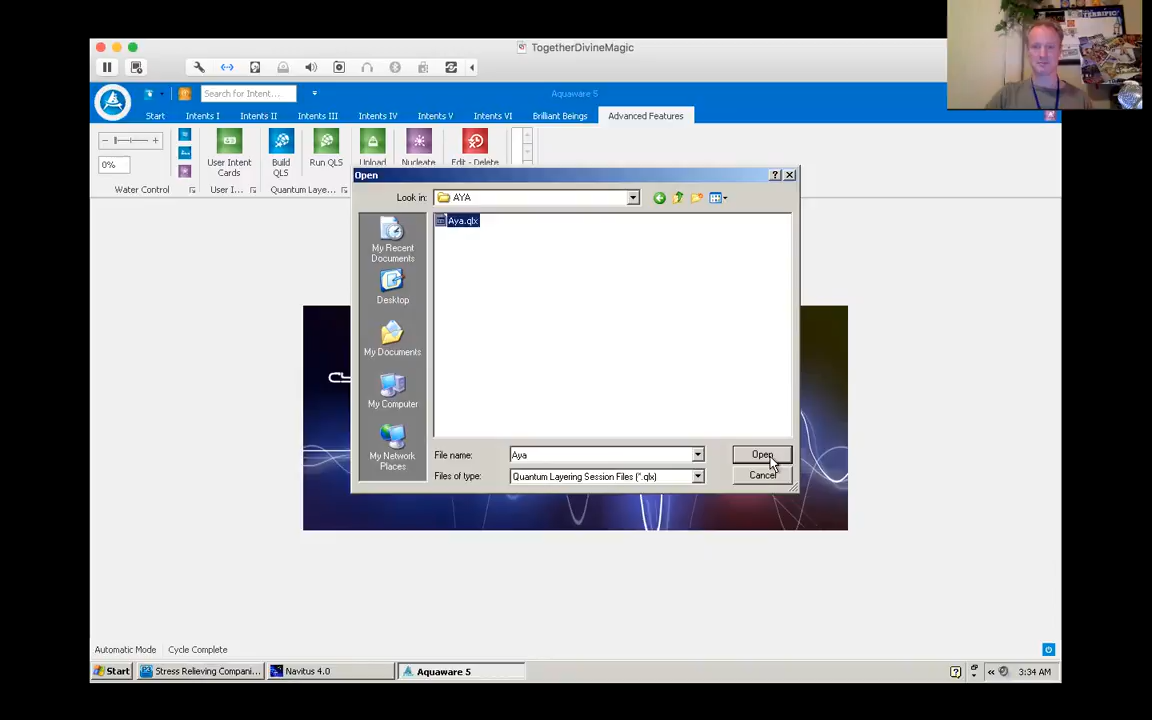 TERRIFIC
TogetherDivineMagic
Search for Intent...
Aquaware 5
Start Intents I Intents II Intents III Intents IV Intents V Intents VI Brilliant Beings Advanced Features
0%
User Intent Cards
Build QLS
Run QLS
Upload
Nucleate
Edit - Delete
Water Control
User I...
Quantum Laye...
Open
Look in: AYA
Aya.qlx
My Recent Documents
Desktop
My Documents
My Computer
My Network Places
File name: Aya
Open
Files of type: Quantum Layering Session Files (*.qlx)
Cancel
Automatic Mode Cycle Complete
Start Stress Relieving Compani... Navitus 4.0 Aquaware 5 3:34 AM